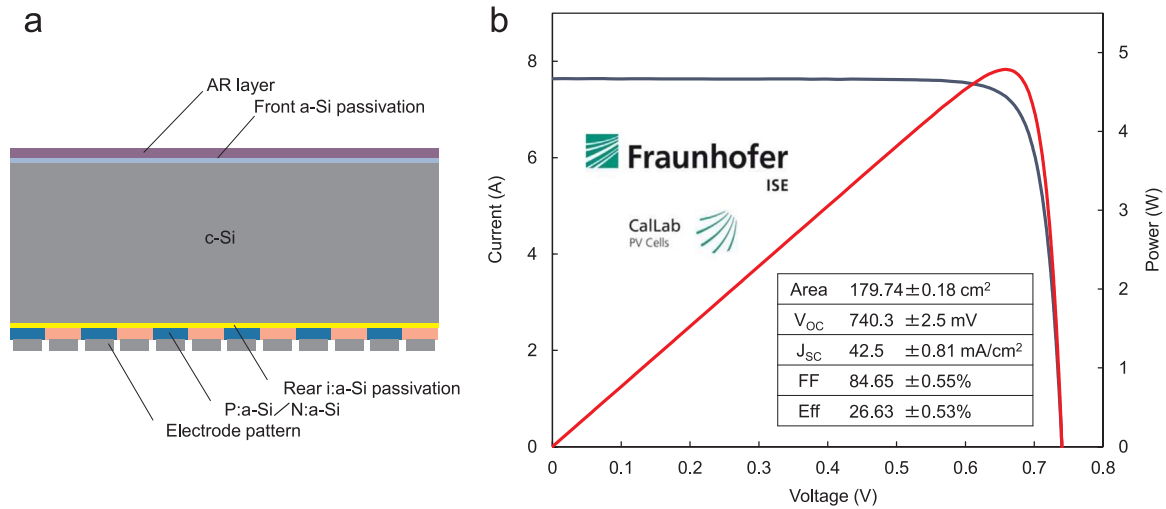 a
AR layer
Front a-Si passivation
c-Si
Rear i:a-Si passivation
P:a-Si/N:a-Si
Electrode pattern
b
Current (A)
8
6
4
2
0
Fraunhofer
ISE
CalLab
PV Cells
Area 179.74 ±0.18 cm²
V_OC 740.3 ±2.5 mV
J_SC 42.5 ±0.81 mA/cm²
FF 84.65 ±0.55%
Eff 26.63 ±0.53%
0 0.1 0.2 0.3 0.4 0.5 0.6 0.7 0.8
Voltage (V)
5
4
3
2
1
0
Power (W)